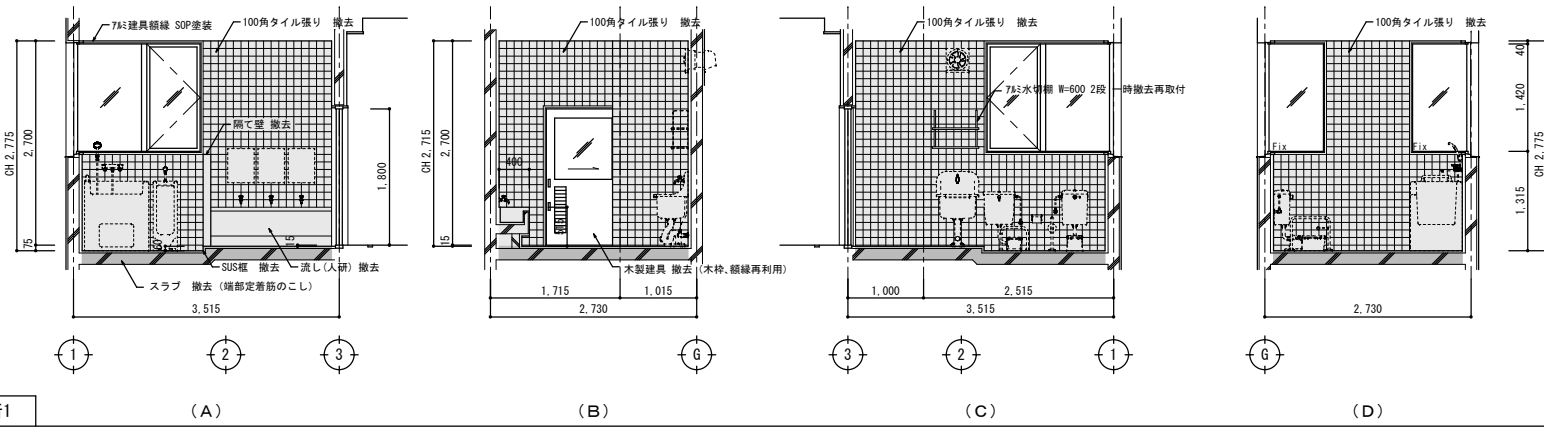 ｱﾙﾐ建具額縁 SOP塗装
100角タイル張り　撤去
CH 2,775
2,700
75
隔て壁 撤去
1,800
60
15
SUS框　撤去
流し(人研) 撤去
スラブ　撤去 (端部定着筋のこし)
3,515
1
2
3
(A)
100角タイル張り　撤去
CH 2,715
2,700
15
400
木製建具 撤去 (木枠、額縁再利用)
1,715
1,015
2,730
G
(B)
100角タイル張り　撤去
ｱﾙﾐ水切棚 W=600 2段 一時撤去再取付
1,000
2,515
3,515
3
2
1
(C)
100角タイル張り　撤去
Fix
Fix
40
1,420
1,315
CH 2,775
2,730
G
(D)